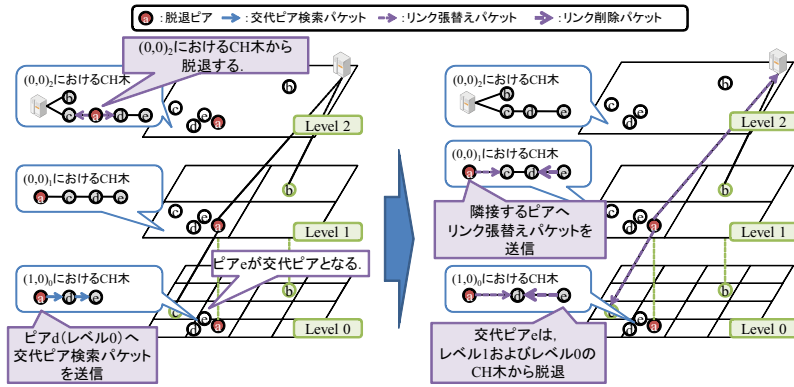 a :脱退ピア :交代ピア検索パケット :リンク張替えパケット :リンク削除パケット
(0,0)₂におけるCH木から
脱退する.
(0,0)₂におけるCH木
b
c a d e
c
d
e
a
b
Level 2
(0,0)₁におけるCH木
a c d e
c
d
e
a
b
Level 1
ピアeが交代ピアとなる.
(1,0)₀におけるCH木
a d e
c
d
e
a
b
Level 0
ピアd(レベル0)へ
交代ピア検索パケット
を送信
(0,0)₂におけるCH木
b
c d e
c
d
e
b
Level 2
(0,0)₁におけるCH木
a c d e
c
d
e
a
b
Level 1
隣接するピアへ
リンク張替えパケットを
送信
(1,0)₀におけるCH木
a d e
c
d
e
a
b
Level 0
交代ピアeは,
レベル1およびレベル0の
CH木から脱退